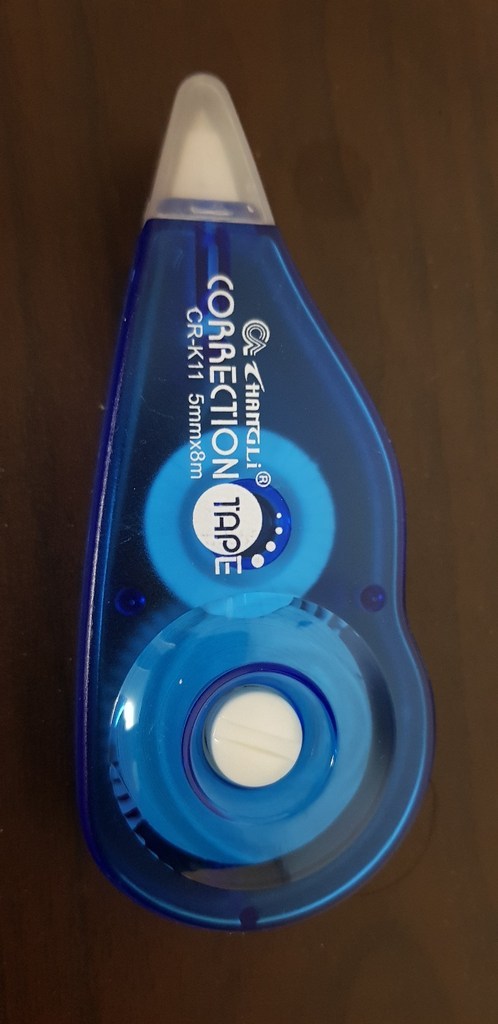 CHANGLi®
CORRECTION TAPE
CR-K11 5mmx8m